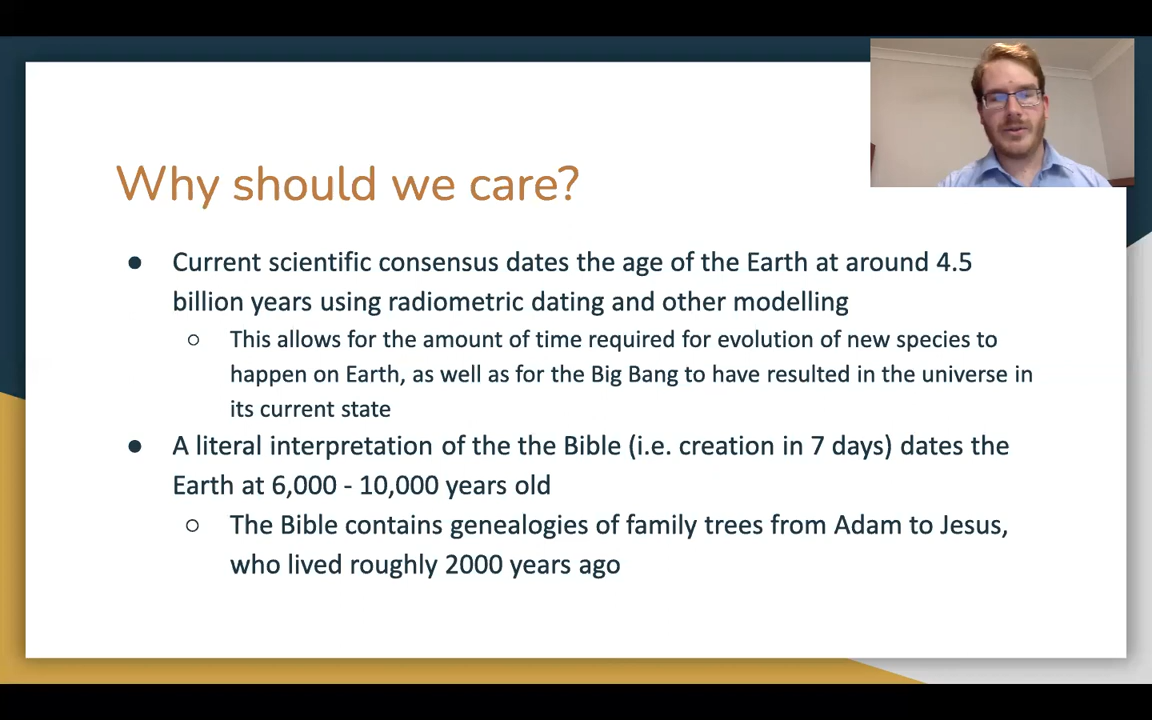 Why should we care?
● Current scientific consensus dates the age of the Earth at around 4.5
billion years using radiometric dating and other modelling
○ This allows for the amount of time required for evolution of new species to
happen on Earth, as well as for the Big Bang to have resulted in the universe in
its current state
● A literal interpretation of the the Bible (i.e. creation in 7 days) dates the
Earth at 6,000 - 10,000 years old
○ The Bible contains genealogies of family trees from Adam to Jesus,
who lived roughly 2000 years ago